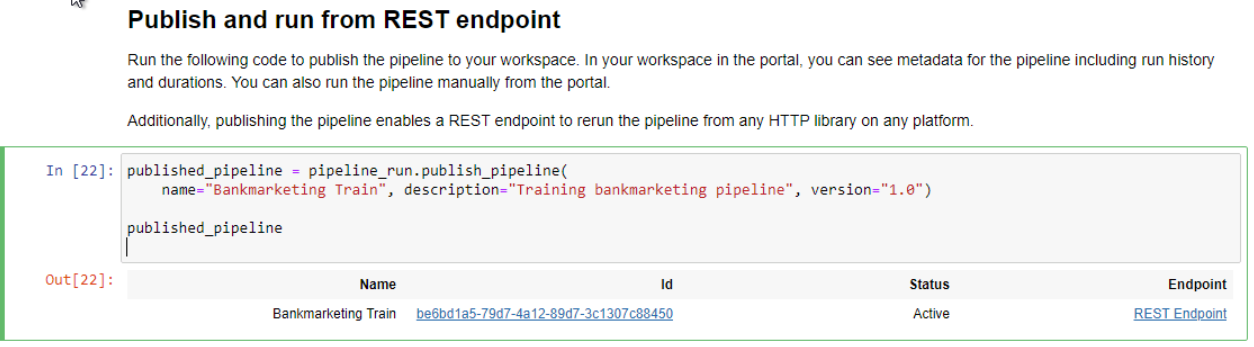 Publish and run from REST endpoint
Run the following code to publish the pipeline to your workspace. In your workspace in the portal, you can see metadata for the pipeline including run history
and durations. You can also run the pipeline manually from the portal.
Additionally, publishing the pipeline enables a REST endpoint to rerun the pipeline from any HTTP library on any platform.
In [22]: published_pipeline = pipeline_run.publish_pipeline(
    name="Bankmarketing Train", description="Training bankmarketing pipeline", version="1.0")
published_pipeline
Out[22]: Name Id Status Endpoint
Bankmarketing Train be6bd1a5-79d7-4a12-89d7-3c1307c88450 Active REST Endpoint